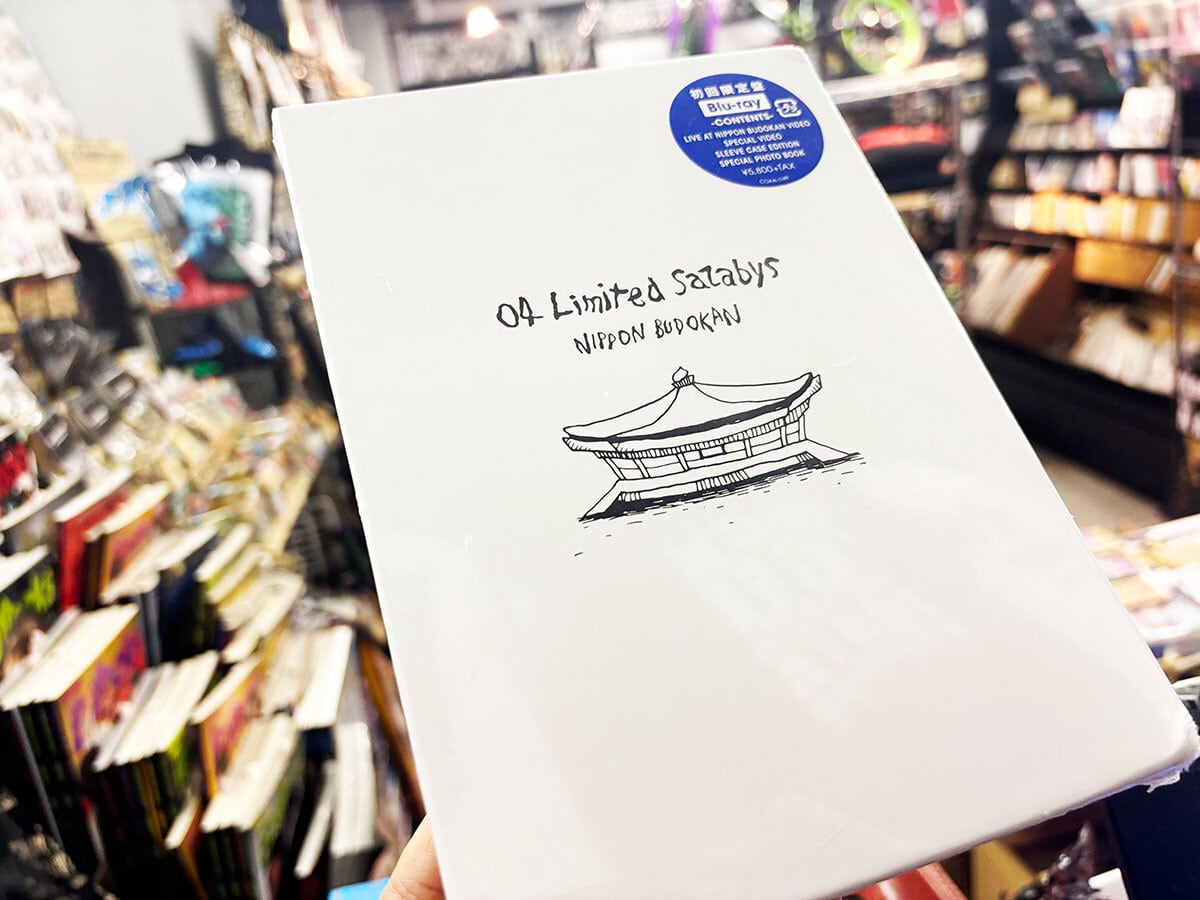 初回限定盤
Blu-ray
-CONTENTS-
LIVE AT NIPPON BUDOKAN VIDEO
SPECIAL VIDEO
SLEEVE CASE EDITION
SPECIAL PHOTO BOOK
¥5,800+TAX
04 Limited Sazabys
NIPPON BUDOKAN